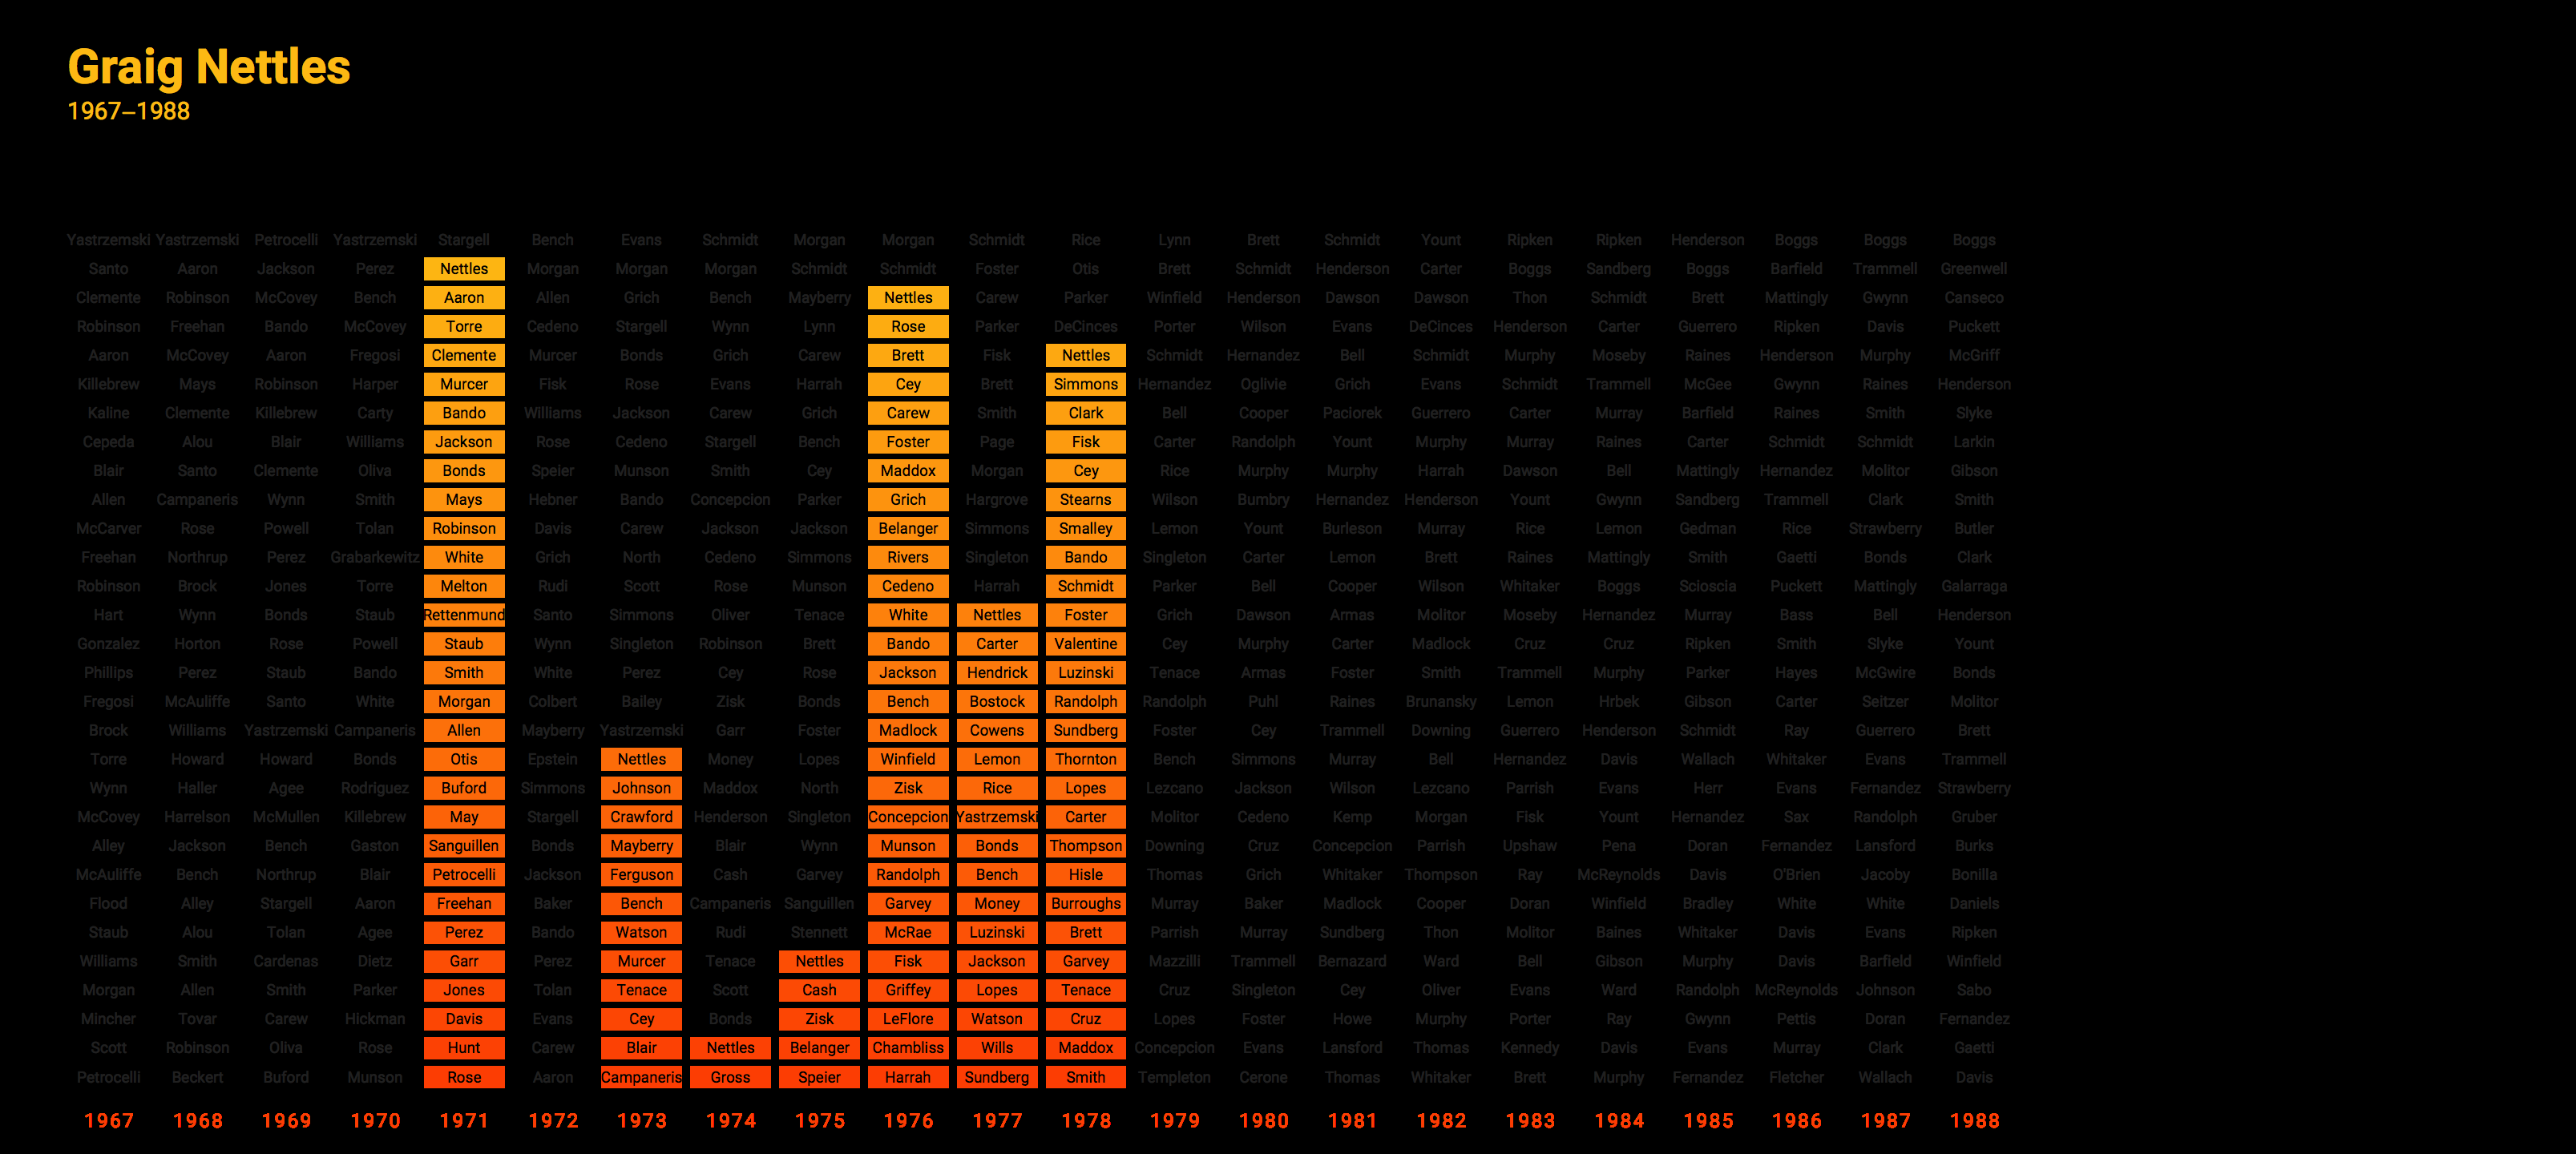 Graig Nettles
1967–1988
Yastrzemski Yastrzemski Petrocelli Yastrzemski Stargell Bench Evans Schmidt Morgan Morgan Schmidt Rice Lynn Brett Schmidt Yount Ripken Ripken Henderson Boggs Boggs Boggs
Santo Aaron Jackson Perez Nettles Morgan Morgan Morgan Schmidt Schmidt Foster Otis Brett Schmidt Henderson Carter Boggs Sandberg Boggs Barfield Trammell Greenwell
Clemente Robinson McCovey Bench Aaron Allen Grich Bench Mayberry Nettles Carew Parker Winfield Henderson Dawson Dawson Thon Schmidt Brett Mattingly Gwynn Canseco
Robinson Freehan Bando McCovey Torre Cedeno Stargell Wynn Lynn Rose Parker DeCinces Porter Wilson Evans DeCinces Henderson Carter Guerrero Ripken Davis Puckett
Aaron McCovey Aaron Fregosi Clemente Murcer Bonds Grich Carew Brett Fisk Nettles Schmidt Hernandez Bell Schmidt Murphy Moseby Raines Henderson Murphy McGriff
Killebrew Mays Robinson Harper Murcer Fisk Rose Evans Harrah Cey Brett Simmons Hernandez Oglivie Grich Evans Schmidt Trammell McGee Gwynn Raines Henderson
Kaline Clemente Killebrew Carty Bando Williams Jackson Carew Grich Carew Smith Clark Bell Cooper Paciorek Guerrero Carter Murray Barfield Raines Smith Slyke
Cepeda Alou Blair Williams Jackson Rose Cedeno Stargell Bench Foster Page Fisk Carter Randolph Yount Murphy Murray Raines Carter Schmidt Schmidt Larkin
Blair Santo Clemente Oliva Bonds Speier Munson Smith Cey Maddox Morgan Cey Rice Murphy Murphy Harrah Dawson Bell Mattingly Hernandez Molitor Gibson
Allen Campaneris Wynn Smith Mays Hebner Bando Concepcion Parker Grich Hargrove Stearns Wilson Bumbry Hernandez Henderson Yount Gwynn Sandberg Trammell Clark Smith
McCarver Rose Powell Tolan Robinson Davis Carew Jackson Jackson Belanger Simmons Smalley Lemon Yount Burleson Murray Rice Lemon Gedman Rice Strawberry Butler
Freehan Northrup Perez Grabarkewitz White Grich North Cedeno Simmons Rivers Singleton Bando Singleton Carter Lemon Brett Raines Mattingly Smith Gaetti Bonds Clark
Robinson Brock Jones Torre Melton Rudi Scott Rose Munson Cedeno Harrah Schmidt Parker Bell Cooper Wilson Whitaker Boggs Scioscia Puckett Mattingly Galarraga
Hart Wynn Bonds Staub Rettenmund Santo Simmons Oliver Tenace White Nettles Foster Grich Dawson Armas Molitor Moseby Hernandez Murray Bass Bell Henderson
Gonzalez Horton Rose Powell Staub Wynn Singleton Robinson Brett Bando Carter Valentine Cey Murphy Carter Madlock Cruz Cruz Ripken Smith Slyke Yount
Phillips Perez Staub Bando Smith White Perez Cey Rose Jackson Hendrick Luzinski Tenace Armas Foster Smith Trammell Murphy Parker Hayes McGwire Bonds
Fregosi McAuliffe Santo White Morgan Colbert Bailey Zisk Bonds Bench Bostock Randolph Randolph Puhl Raines Brunansky Lemon Hrbek Gibson Carter Seitzer Molitor
Brock Williams Yastrzemski Campaneris Allen Mayberry Yastrzemski Garr Foster Madlock Cowens Sundberg Foster Cey Trammell Downing Guerrero Henderson Schmidt Ray Guerrero Brett
Torre Howard Howard Bonds Otis Epstein Nettles Money Lopes Winfield Lemon Thornton Bench Simmons Murray Bell Hernandez Davis Wallach Whitaker Evans Trammell
Wynn Haller Agee Rodriguez Buford Simmons Johnson Maddox North Zisk Rice Lopes Lezcano Jackson Wilson Lezcano Parrish Evans Herr Evans Fernandez Strawberry
McCovey Harrelson McMullen Killebrew May Stargell Crawford Henderson Singleton Concepcion Yastrzemski Carter Molitor Cedeno Kemp Morgan Fisk Yount Hernandez Sax Randolph Gruber
Alley Jackson Bench Gaston Sanguillen Bonds Mayberry Blair Wynn Munson Bonds Thompson Downing Cruz Concepcion Parrish Upshaw Pena Doran Fernandez Lansford Burks
McAuliffe Bench Northrup Blair Petrocelli Jackson Ferguson Cash Garvey Randolph Bench Hisle Thomas Grich Whitaker Thompson Ray McReynolds Davis O'Brien Jacoby Bonilla
Flood Alley Stargell Aaron Freehan Baker Bench Campaneris Sanguillen Garvey Money Burroughs Murray Baker Madlock Cooper Doran Winfield Bradley White White Daniels
Staub Alou Tolan Agee Perez Bando Watson Rudi Stennett McRae Luzinski Brett Parrish Murray Sundberg Thon Molitor Baines Whitaker Davis Evans Ripken
Williams Smith Cardenas Dietz Garr Perez Murcer Tenace Nettles Fisk Jackson Garvey Mazzilli Trammell Bernazard Ward Bell Gibson Murphy Davis Barfield Winfield
Morgan Allen Smith Parker Jones Tolan Tenace Scott Cash Griffey Lopes Tenace Cruz Singleton Cey Oliver Evans Ward Randolph McReynolds Johnson Sabo
Mincher Tovar Carew Hickman Davis Evans Cey Bonds Zisk LeFlore Watson Cruz Lopes Foster Howe Murphy Porter Ray Gwynn Pettis Doran Fernandez
Scott Robinson Oliva Rose Hunt Carew Blair Nettles Belanger Chambliss Wills Maddox Concepcion Evans Lansford Thomas Kennedy Davis Evans Murray Clark Gaetti
Petrocelli Beckert Buford Munson Rose Aaron Campaneris Gross Speier Harrah Sundberg Smith Templeton Cerone Thomas Whitaker Brett Murphy Fernandez Fletcher Wallach Davis
1967 1968 1969 1970 1971 1972 1973 1974 1975 1976 1977 1978 1979 1980 1981 1982 1983 1984 1985 1986 1987 1988